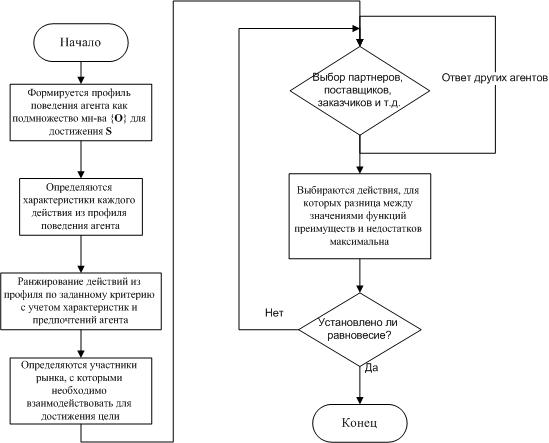 Начало
Формируется профиль
поведения агента как
подмножество мн-ва {О} для
достижения S
Определяются
характеристики каждого
действия из профиля
поведения агента
Ранжирование действий из
профиля по заданному критерию
с учетом характеристик и
предпочтений агента
Определяются участники
рынка, с которыми
необходимо
взаимодействовать для
достижения цели
Выбор партнеров,
поставщиков,
заказчиков и т.д.
Ответ других агентов
Выбираются действия, для
которых разница между
значениями функций
преимуществ и недостатков
максимальна
Нет
Установлено ли
равновесие?
Да
Конец